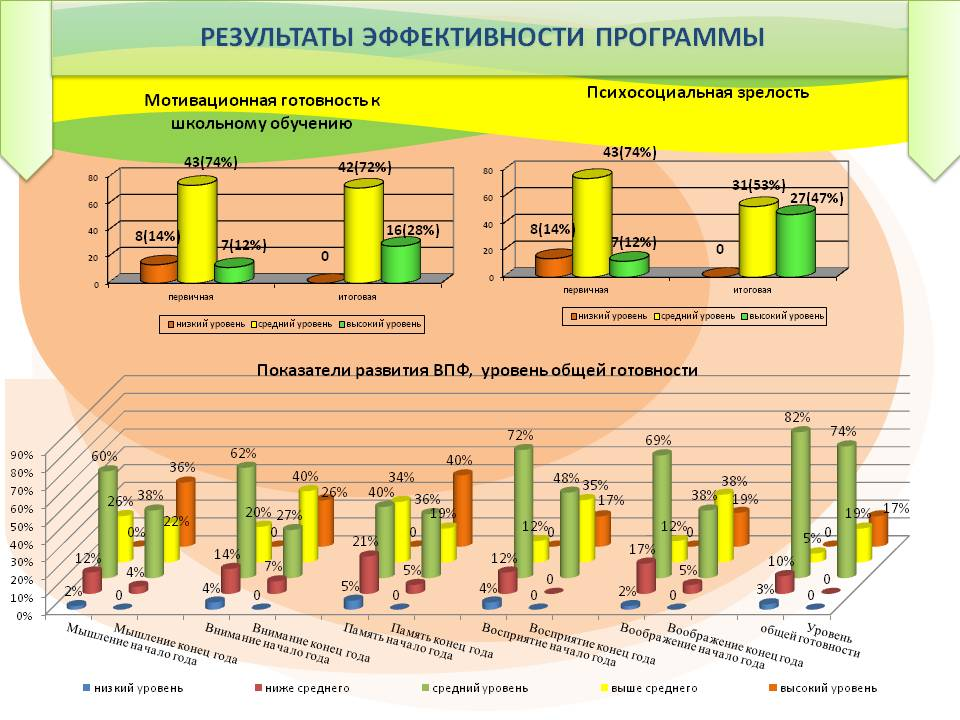 РЕЗУЛЬТАТЫ ЭФФЕКТИВНОСТИ ПРОГРАММЫ
Мотивационная готовность к
школьному обучению
80
60
40
20
0
8(14%)
43(74%)
7(12%)
0
42(72%)
16(28%)
первичная
итоговая
низкий уровень средний уровень высокий уровень
Психосоциальная зрелость
80
60
40
20
0
8(14%)
43(74%)
7(12%)
0
31(53%)
27(47%)
первичная
итоговая
низкий уровень средний уровень высокий уровень
Показатели развития ВПФ, уровень общей готовности
90%
80%
70%
60%
50%
40%
30%
20%
10%
0%
2% 12% 60% 26% 0%
0 4% 38% 22% 36%
4% 14% 62% 20% 0
0 7% 27% 40% 26%
5% 21% 40% 34% 0
0 5% 36% 19% 40%
4% 12% 72% 12% 0
0 0 48% 35% 17%
2% 17% 69% 12% 0
0 5% 38% 38% 19%
3% 10% 82% 5% 0
0 0 74% 19% 17%
Мышление начало года
Мышление конец года
Внимание начало года
Внимание конец года
Память начало года
Память конец года
Восприятие начало года
Восприятие конец года
Воображение начало года
Воображение конец года
Уровень
общей готовности
низкий уровень ниже среднего средний уровень выше среднего высокий уровень